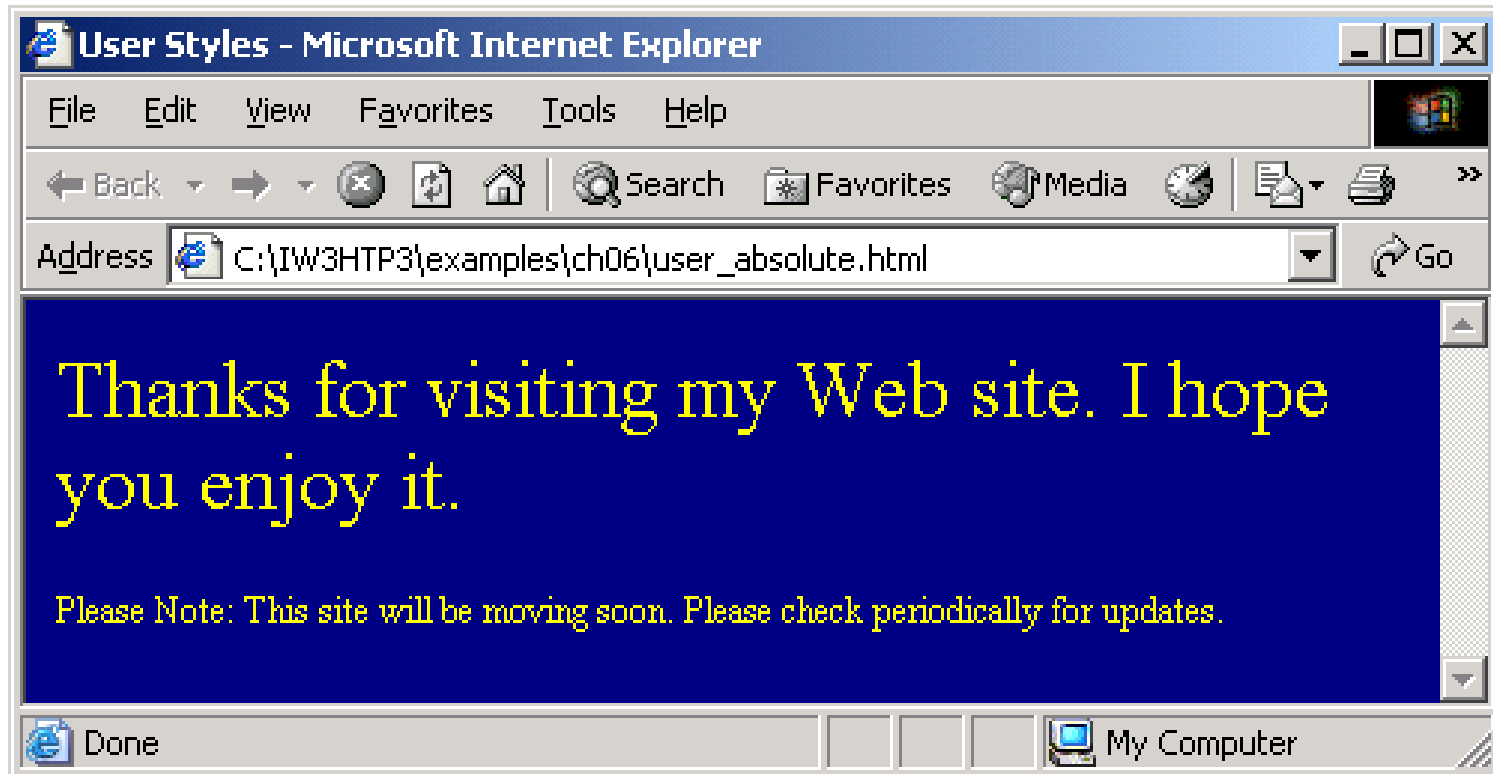 User Styles - Microsoft Internet Explorer
File Edit View Favorites Tools Help
Back Search Favorites Media »
Address C:\IW3HTP3\examples\ch06\user_absolute.html Go
Thanks for visiting my Web site. I hope
you enjoy it.
Please Note: This site will be moving soon. Please check periodically for updates.
Done My Computer